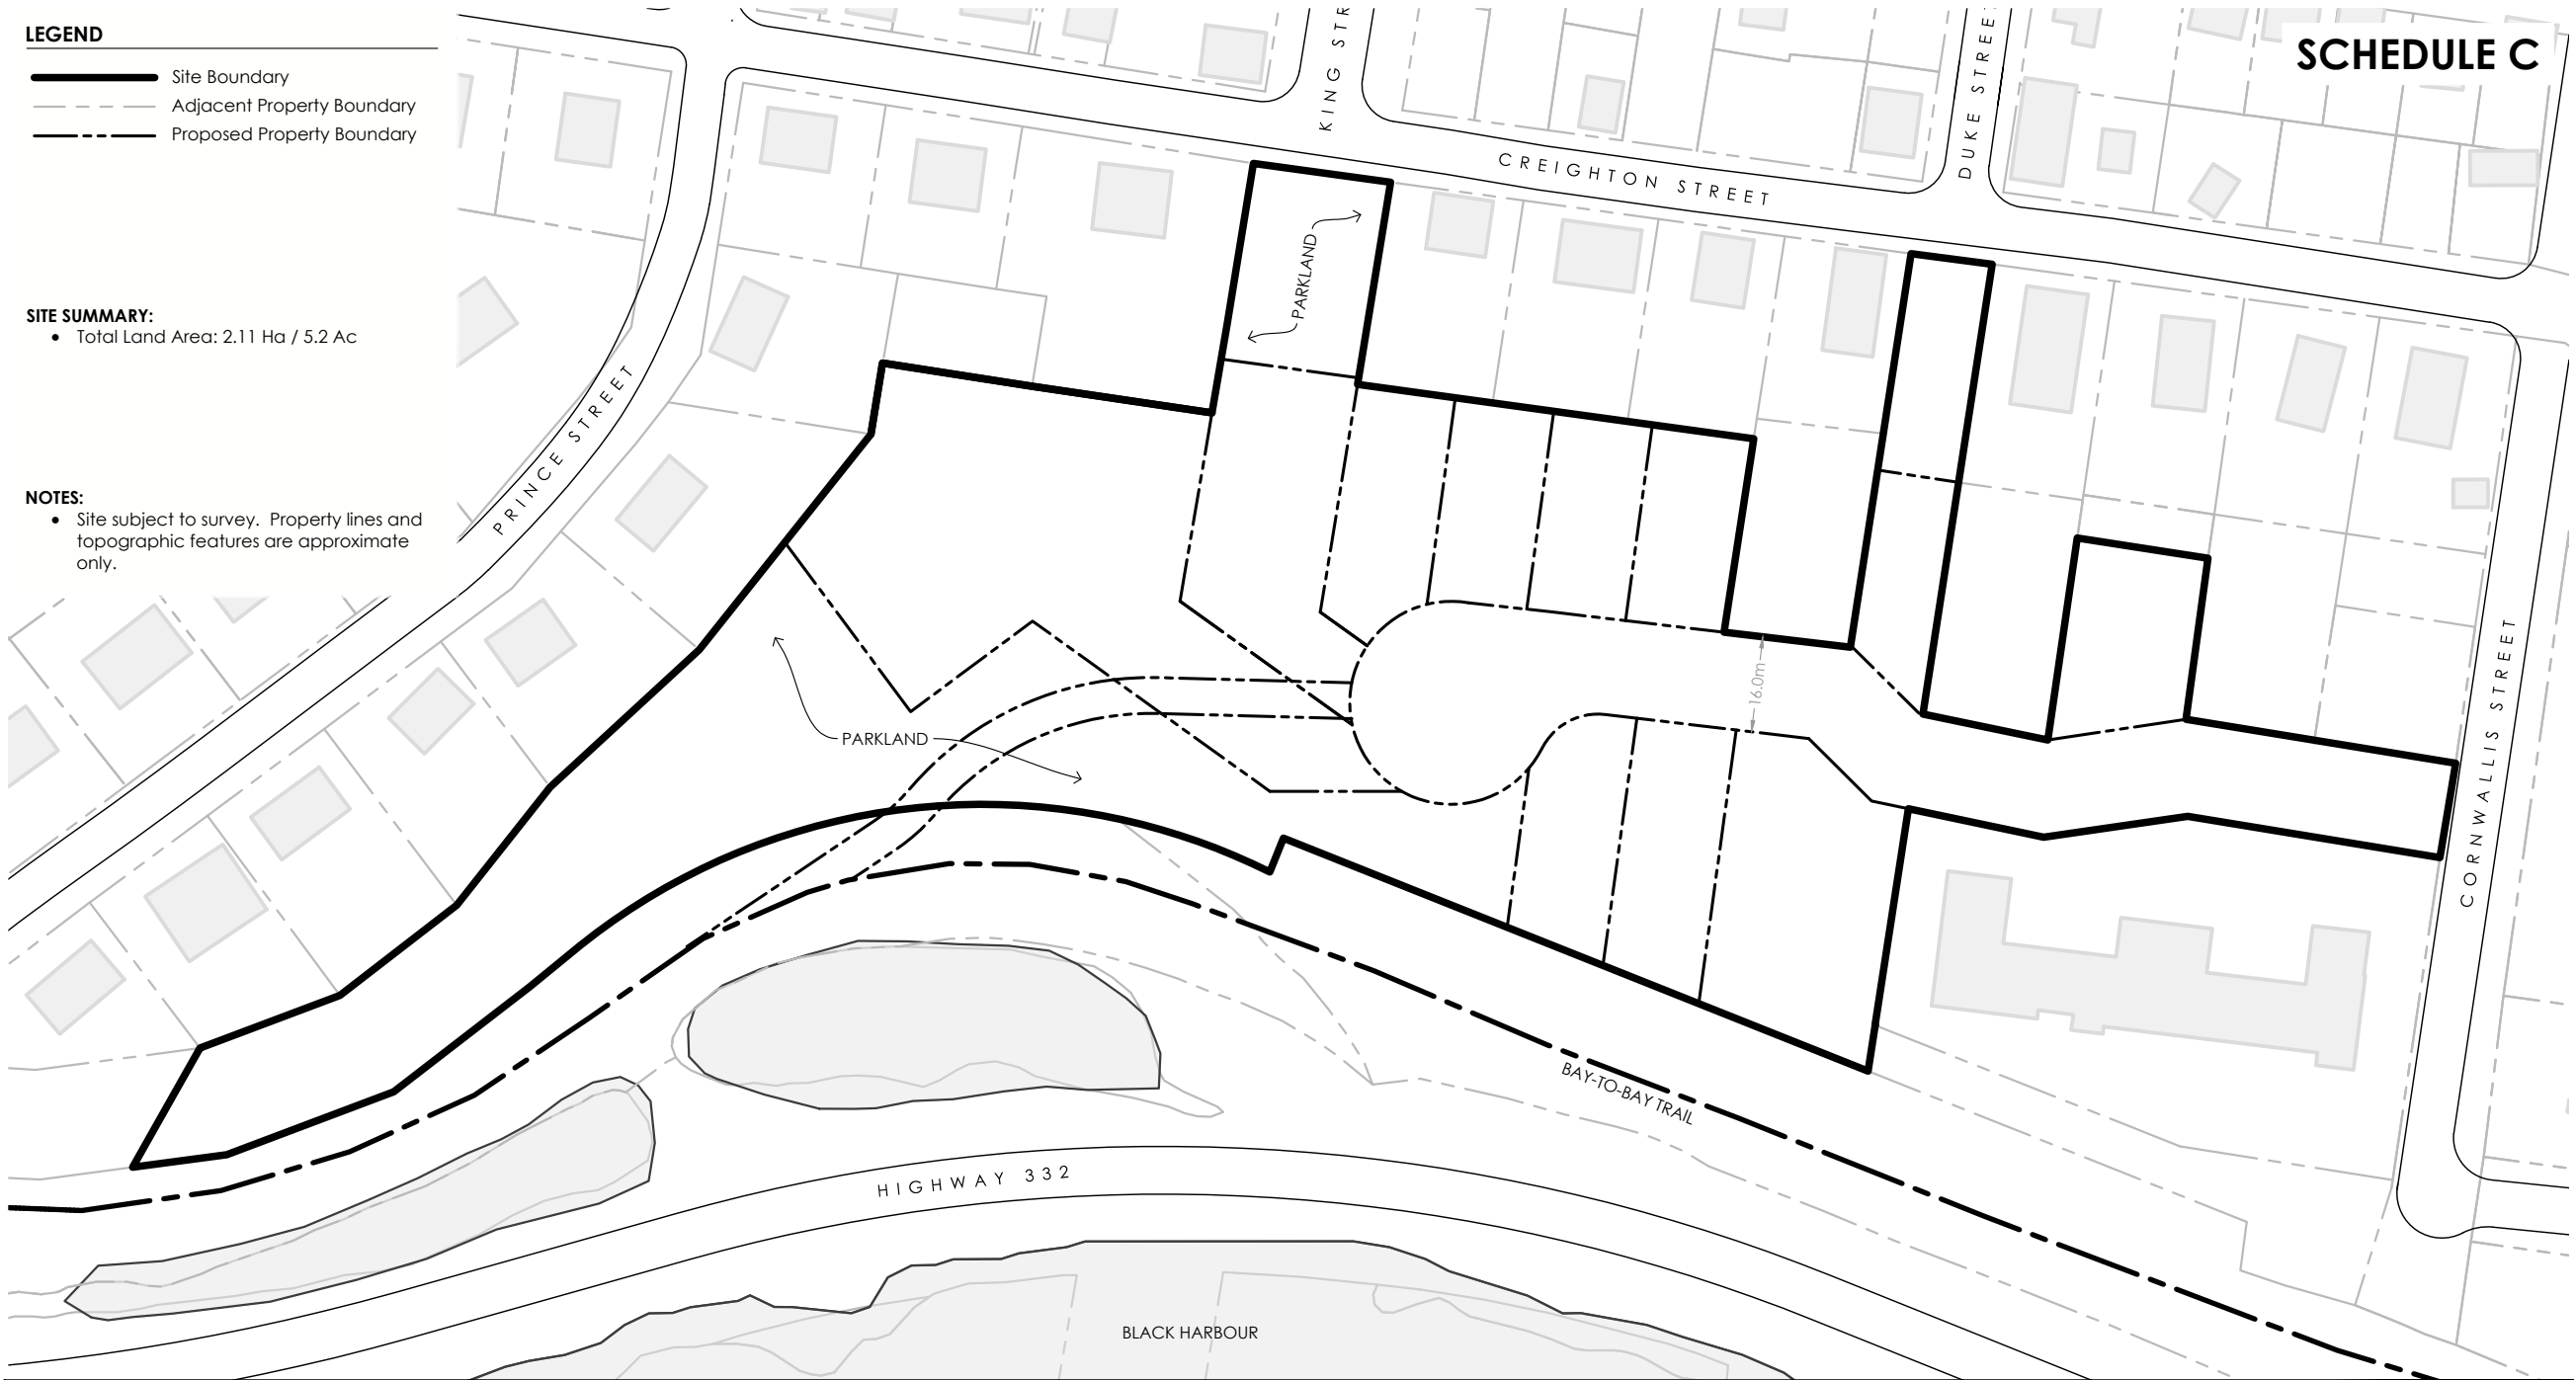 LEGEND
Site Boundary
Adjacent Property Boundary
Proposed Property Boundary
SITE SUMMARY:
• Total Land Area: 2.11 Ha / 5.2 Ac
NOTES:
• Site subject to survey. Property lines and
topographic features are approximate
only.
SCHEDULE C
KING STR
DUKE STREET
CREIGHTON STREET
PARKLAND
PRINCE STREET
16.0m
PARKLAND
CORNWALLIS STREET
BAY-TO-BAY TRAIL
HIGHWAY 332
BLACK HARBOUR